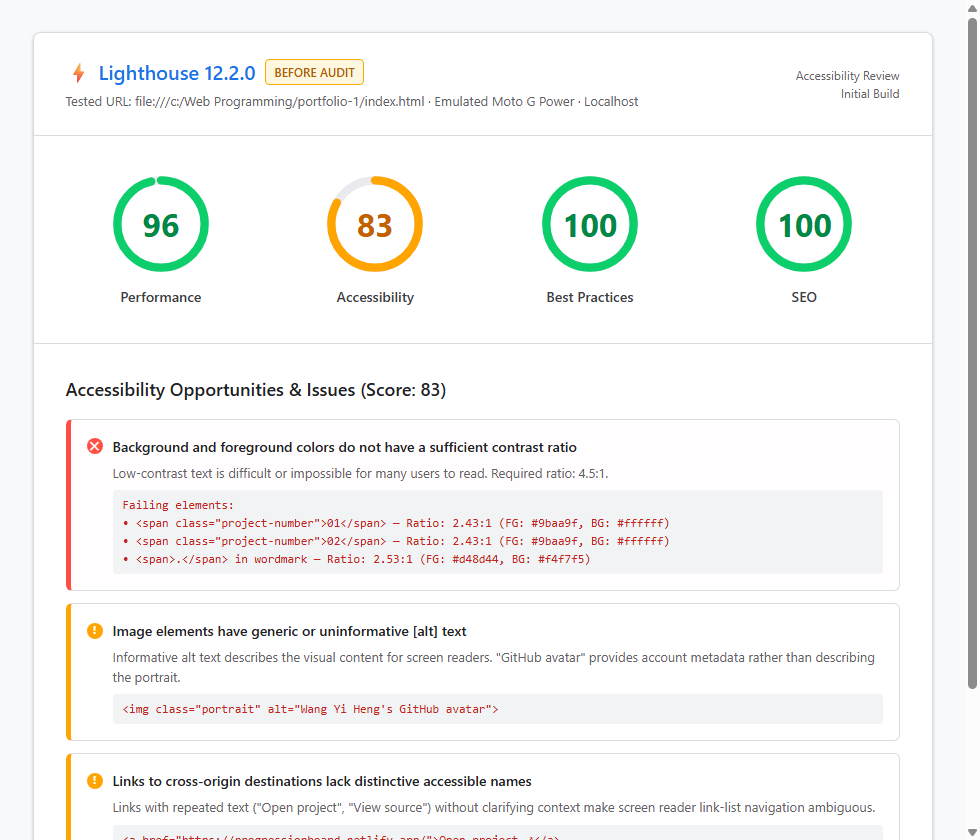 Lighthouse 12.2.0 BEFORE AUDIT
Accessibility Review
Tested URL: file:///c:/Web Programming/portfolio-1/index.html · Emulated Moto G Power · Localhost
Initial Build
96
83
100
100
Performance
Accessibility
Best Practices
SEO
Accessibility Opportunities & Issues (Score: 83)
Background and foreground colors do not have a sufficient contrast ratio
Low-contrast text is difficult or impossible for many users to read. Required ratio: 4.5:1.
Failing elements:
• <span class="project-number">01</span> — Ratio: 2.43:1 (FG: #9baa9f, BG: #ffffff)
• <span class="project-number">02</span> — Ratio: 2.43:1 (FG: #9baa9f, BG: #ffffff)
• <span>.</span> in wordmark — Ratio: 2.53:1 (FG: #d48d44, BG: #f4f7f5)
Image elements have generic or uninformative [alt] text
Informative alt text describes the visual content for screen readers. "GitHub avatar" provides account metadata rather than describing
the portrait.
<img class="portrait" alt="Wang Yi Heng's GitHub avatar">
Links to cross-origin destinations lack distinctive accessible names
Links with repeated text ("Open project", "View source") without clarifying context make screen reader link-list navigation ambiguous.